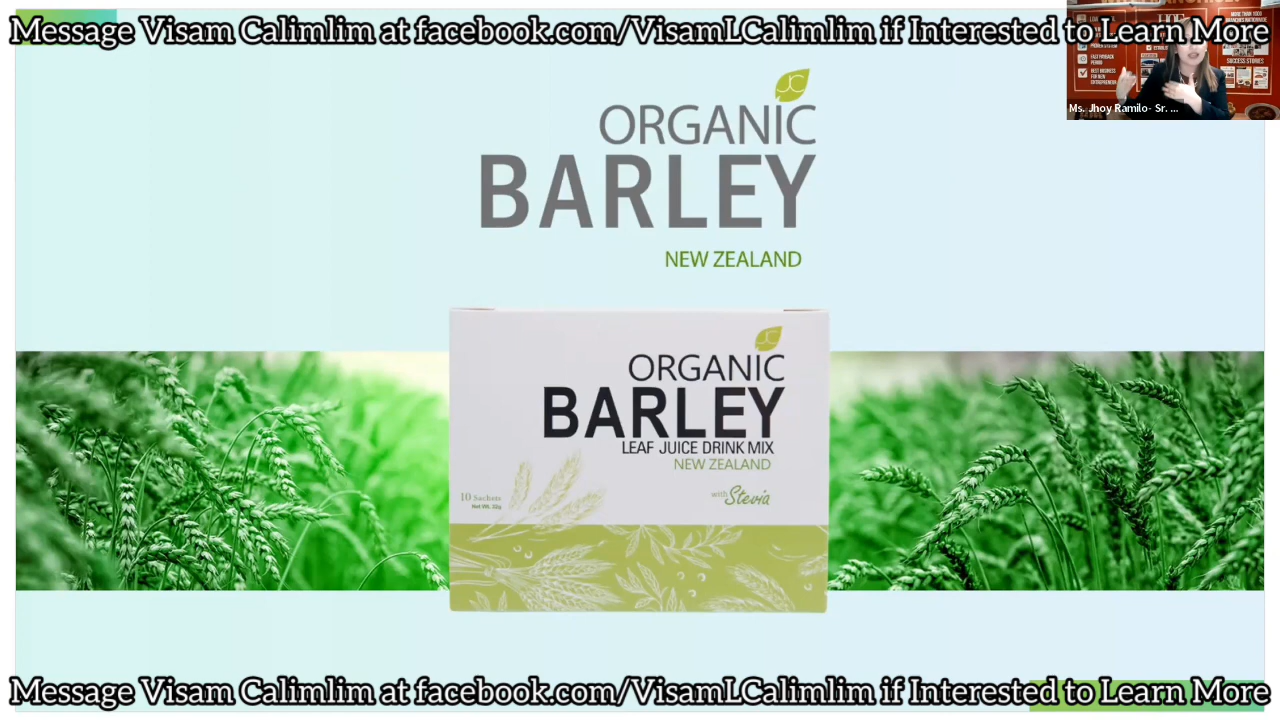 Message Visam Calimlim at facebook.com/VisamLCalimlim if Interested to Learn More
Ms. Jhoy Ramilo- Sr. ...
JC
ORGANIC
BARLEY
NEW ZEALAND
JC
ORGANIC
BARLEY
LEAF JUICE DRINK MIX
NEW ZEALAND
with Stevia
10 Sachets
Message Visam Calimlim at facebook.com/VisamLCalimlim if Interested to Learn More